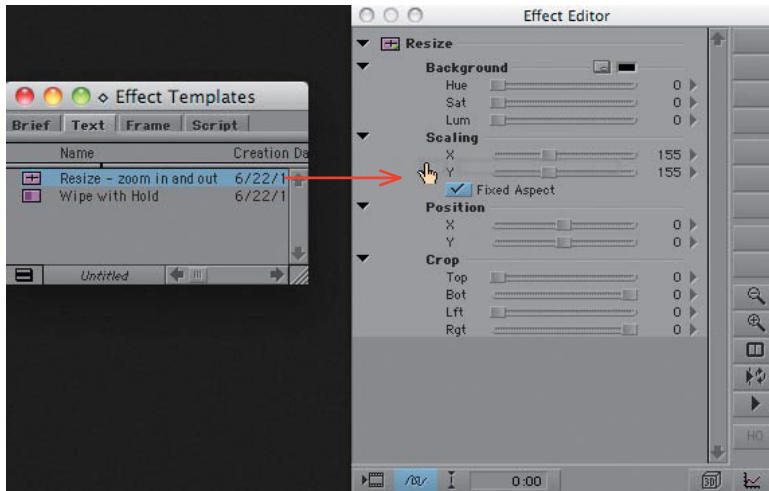 Effect Templates
Brief Text Frame Script
Name Creation Da
Resize - zoom in and out 6/22/1
Wipe with Hold 6/22/1
Untitled
Effect Editor
Resize
Background
Hue 0
Sat 0
Lum 0
Scaling
X 155
Y 155
Fixed Aspect
Position
X 0
Y 0
Crop
Top 0
Bot 0
Lft 0
Rgt 0
HQ
0:00
3D